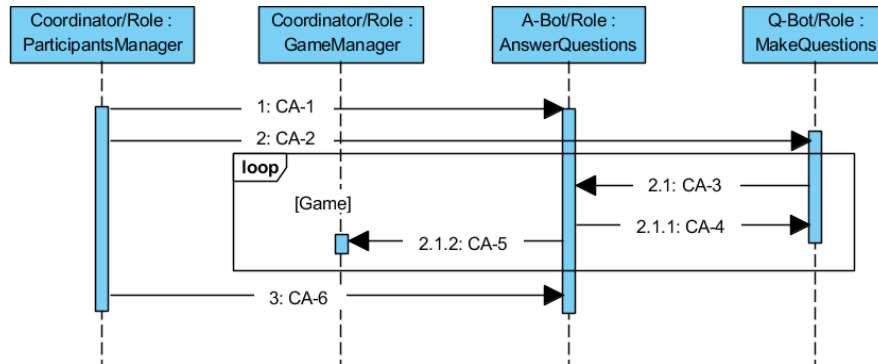 Coordinator/Role :
ParticipantsManager
Coordinator/Role :
GameManager
A-Bot/Role :
AnswerQuestions
Q-Bot/Role :
MakeQuestions
1: CA-1
2: CA-2
loop
2.1: CA-3
[Game]
2.1.1: CA-4
2.1.2: CA-5
3: CA-6